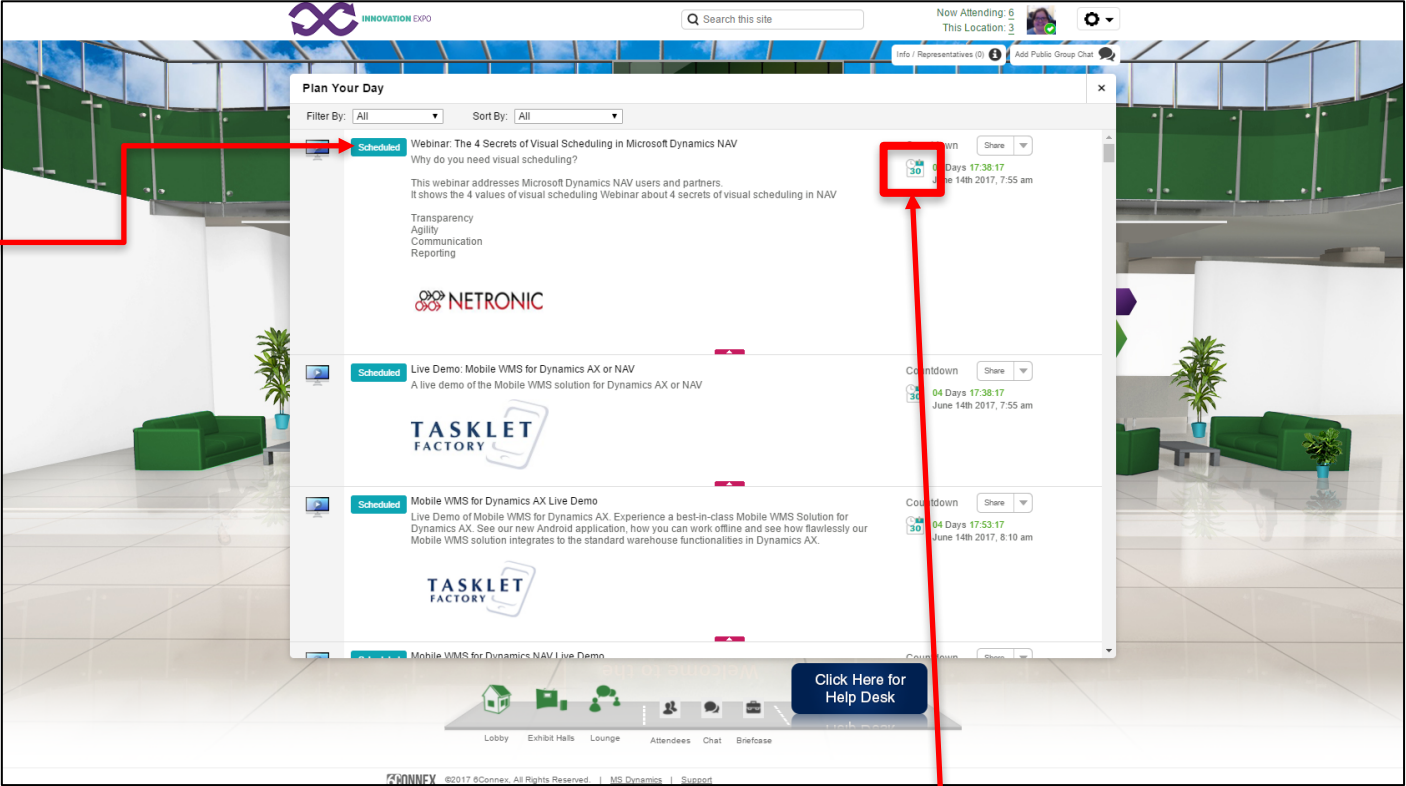 INNOVATION EXPO
Search this site
Now Attending: 6
This Location: 3
Info / Representatives (0)
Add Public Group Chat
Plan Your Day
×
Filter By: All
Sort By: All
Scheduled
Webinar: The 4 Secrets of Visual Scheduling in Microsoft Dynamics NAV
Why do you need visual scheduling?
This webinar addresses Microsoft Dynamics NAV users and partners.
It shows the 4 values of visual scheduling Webinar about 4 secrets of visual scheduling in NAV
Transparency
Agility
Communication
Reporting
NETRONIC
Share
30
Days 17:38:17
June 14th 2017, 7:55 am
Scheduled
Live Demo: Mobile WMS for Dynamics AX or NAV
A live demo of the Mobile WMS solution for Dynamics AX or NAV
TASKLET
FACTORY
Countdown
Share
30
04 Days 17:38:17
June 14th 2017, 7:55 am
Scheduled
Mobile WMS for Dynamics AX Live Demo
Live Demo of Mobile WMS for Dynamics AX. Experience a best-in-class Mobile WMS Solution for
Dynamics AX. See our new Android application, how you can work offline and see how flawlessly our
Mobile WMS solution integrates to the standard warehouse functionalities in Dynamics AX.
TASKLET
FACTORY
Countdown
Share
30
04 Days 17:53:17
June 14th 2017, 8:10 am
Mobile WMS for Dynamics NAV Live Demo
Share
Click Here for
Help Desk
Lobby
Exhibit Halls
Lounge
Attendees
Chat
Briefcase
6CONNEX
©2017 6Connex, All Rights Reserved. | MS Dynamics | Support